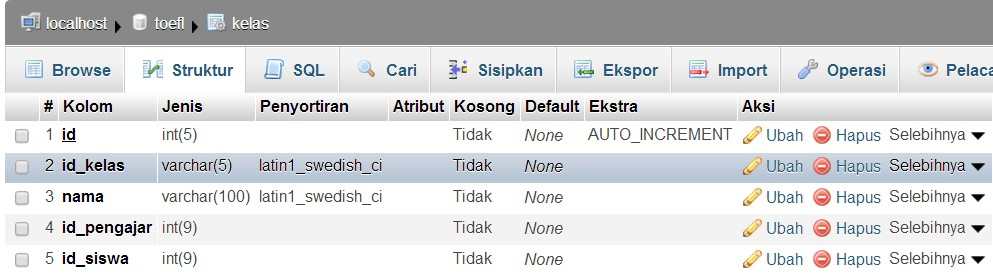 localhost toefl kelas
Browse Struktur SQL Cari Sisipkan Ekspor Import Operasi Pelaca
# Kolom Jenis Penyortiran Atribut Kosong Default Ekstra Aksi
1 id int(5) Tidak None AUTO_INCREMENT Ubah Hapus Selebihnya
2 id_kelas varchar(5) latin1_swedish_ci Tidak None Ubah Hapus Selebihnya
3 nama varchar(100) latin1_swedish_ci Tidak None Ubah Hapus Selebihnya
4 id_pengajar int(9) Tidak None Ubah Hapus Selebihnya
5 id_siswa int(9) Tidak None Ubah Hapus Selebihnya